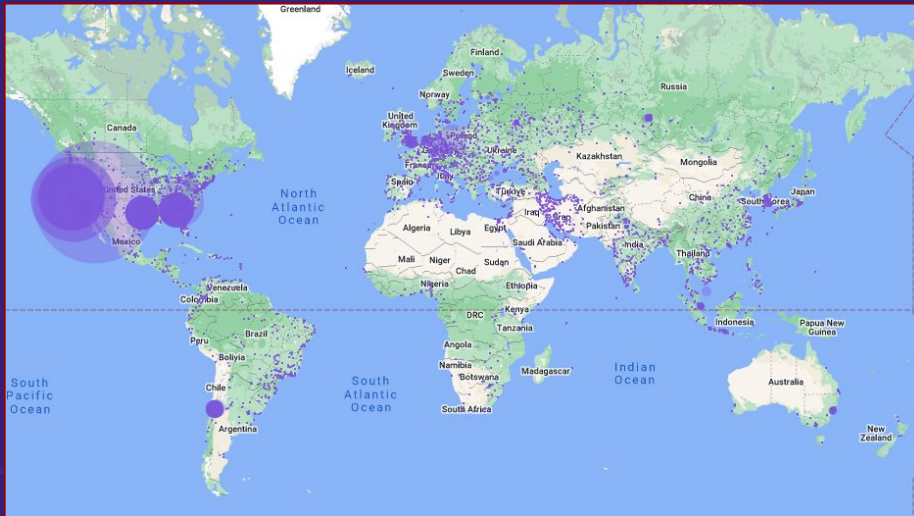 Greenland
Iceland
Finland
Sweden
Norway
Russia
Canada
United
Kingdom
Poland
Germany
Ukraine
Kazakhstan
France
Mongolia
Italy
United States
Spain
Türkiye
Japan
North
Atlantic
Ocean
China
South Korea
Afghanistan
Iraq
Iran
Pakistan
Algeria
Libya
Egypt
Mexico
Saudi Arabia
India
Mali
Niger
Sudan
Chad
Thailand
Nigeria
Ethiopia
Venezuela
Colombia
Kenya
DRC
Indonesia
Papua New
Guinea
Tanzania
Brazil
Peru
Angola
Bolivia
Namibia
Madagascar
Botswana
Indian
Ocean
South
Pacific
Ocean
South
Atlantic
Ocean
Chile
Australia
South Africa
Argentina
New
Zealand